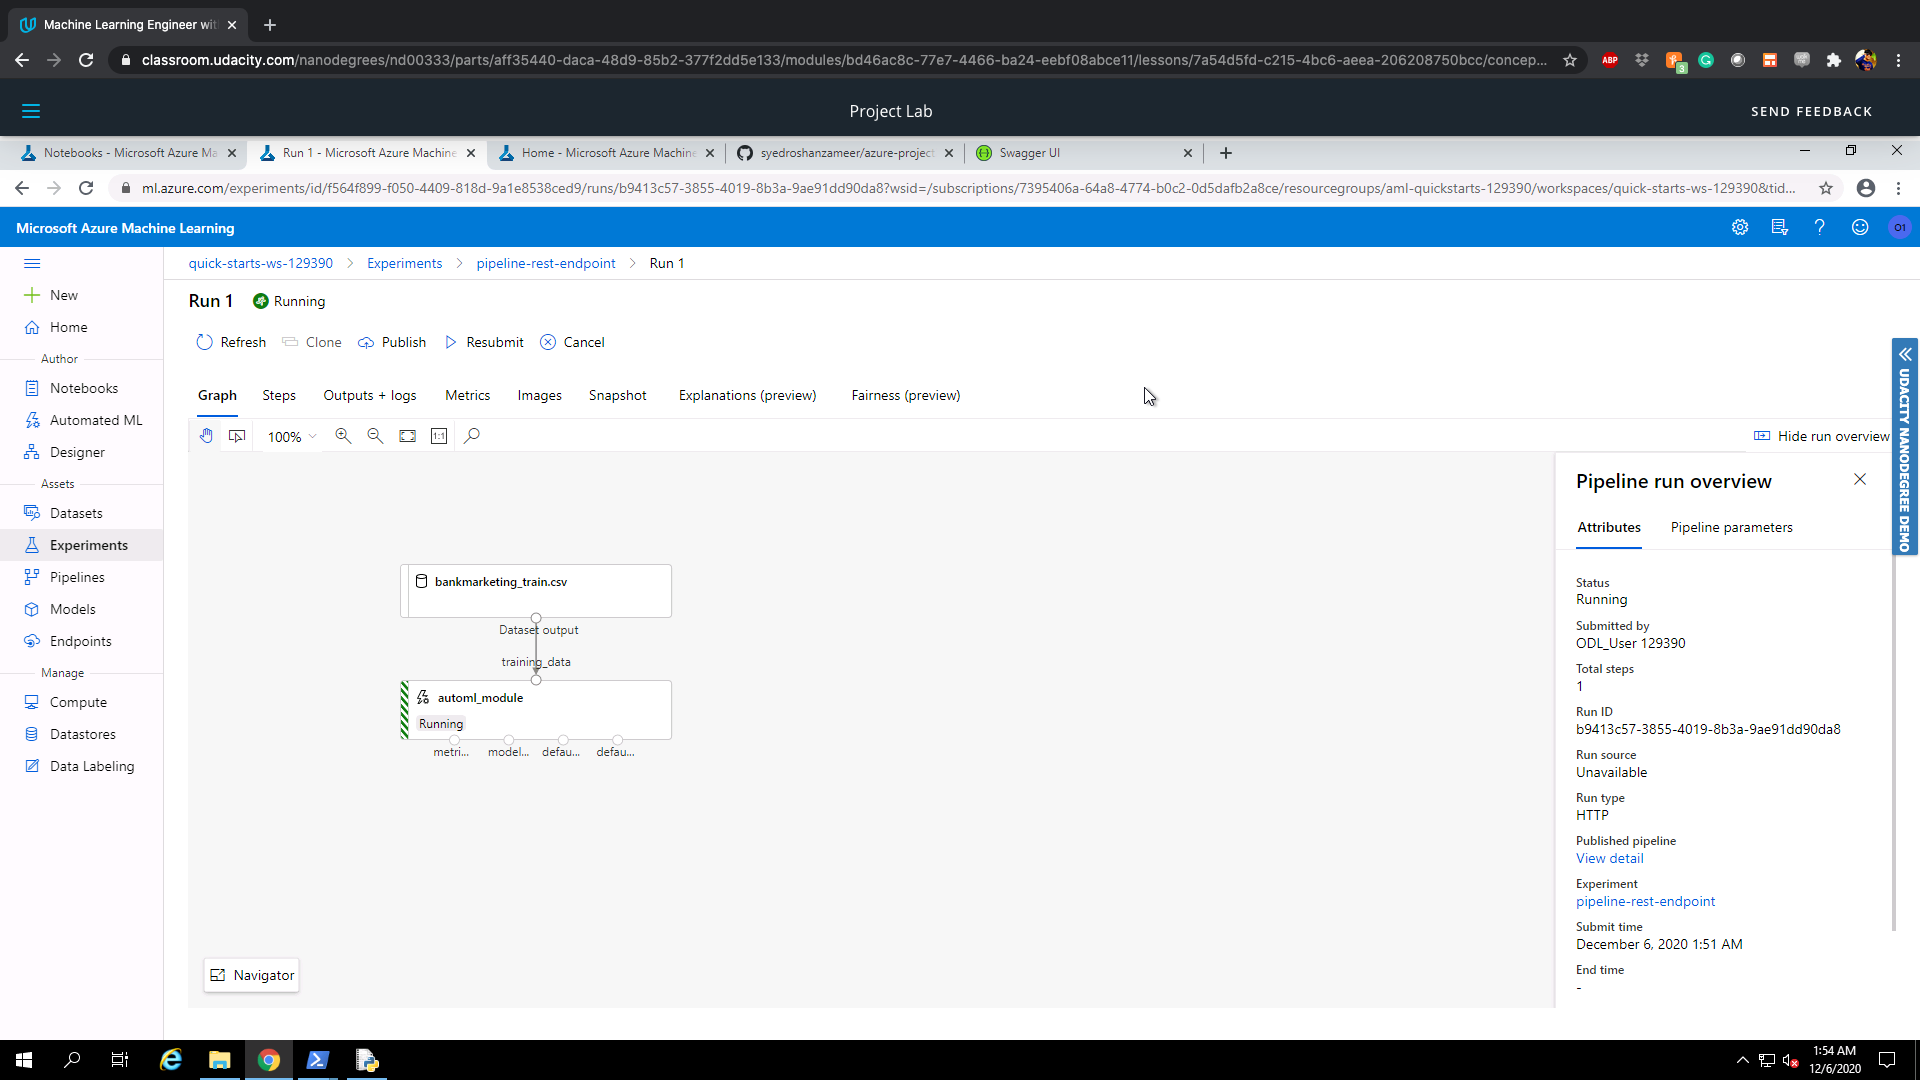 Machine Learning Engineer wit
classroom.udacity.com/nanodegrees/nd00333/parts/aff35440-daca-48d9-85b2-377f2dd5e133/modules/bd46ac8c-77e7-4466-ba24-eebf08abce11/lessons/7a54d5fd-c215-4bc6-aeea-206208750bcc/concep...
ABP
3
Project Lab
SEND FEEDBACK
Notebooks - Microsoft Azure Ma
Run 1 - Microsoft Azure Machine
Home - Microsoft Azure Machine
syedroshanzameer/azure-project
Swagger UI
ml.azure.com/experiments/id/f564f899-f050-4409-818d-9a1e8538ced9/runs/b9413c57-3855-4019-8b3a-9ae91dd90da8?wsid=/subscriptions/7395406a-64a8-4774-b0c2-0d5dafb2a8ce/resourcegroups/aml-quickstarts-129390/workspaces/quick-starts-ws-129390&tid...
Microsoft Azure Machine Learning
O1
quick-starts-ws-129390 > Experiments > pipeline-rest-endpoint > Run 1
New
Home
Author
Notebooks
Automated ML
Designer
Assets
Datasets
Experiments
Pipelines
Models
Endpoints
Manage
Compute
Datastores
Data Labeling
Run 1 Running
Refresh Clone Publish Resubmit Cancel
Graph Steps Outputs + logs Metrics Images Snapshot Explanations (preview) Fairness (preview)
100% 1:1
Hide run overview
bankmarketing_train.csv
Dataset output
training_data
automl_module
Running
metri... model... defau... defau...
Navigator
Pipeline run overview
Attributes Pipeline parameters
Status
Running
Submitted by
ODL_User 129390
Total steps
1
Run ID
b9413c57-3855-4019-8b3a-9ae91dd90da8
Run source
Unavailable
Run type
HTTP
Published pipeline
View detail
Experiment
pipeline-rest-endpoint
Submit time
December 6, 2020 1:51 AM
End time
-
UDACITY NANODEGREE DEMO
1:54 AM
12/6/2020